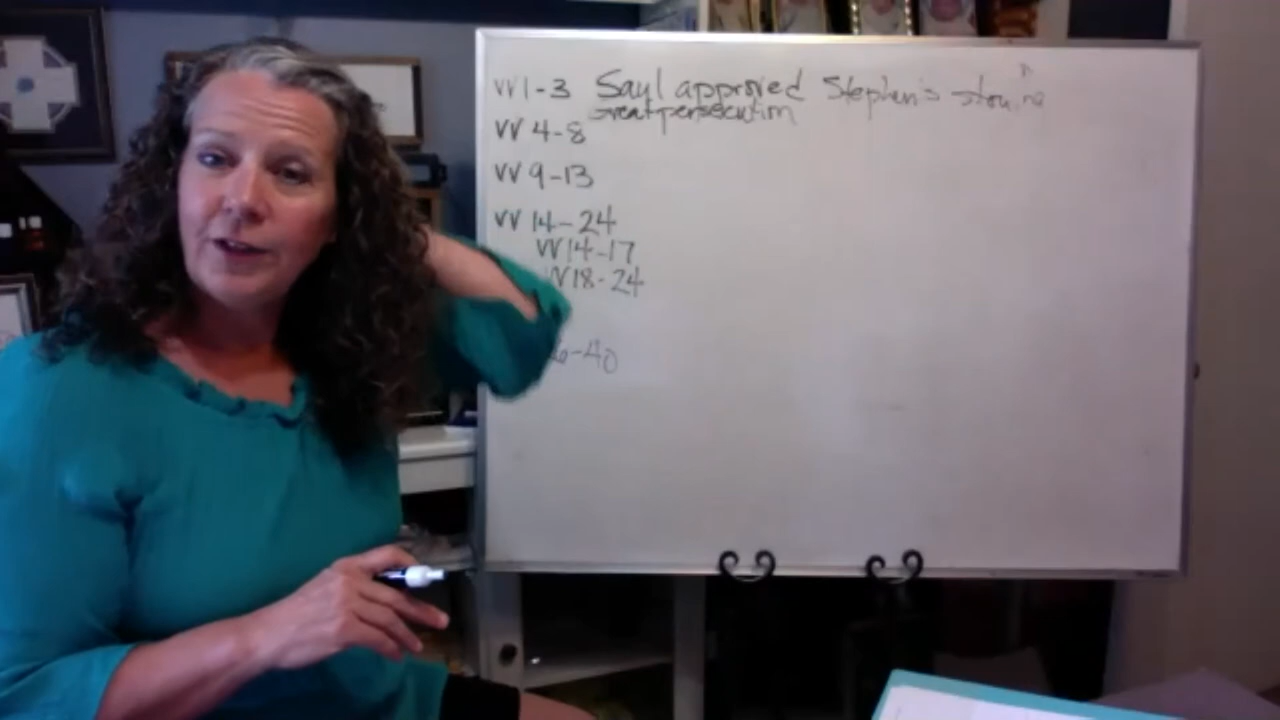 VV1-3 Saul approved Stephen's stoning
great persecution
VV 4-8
VV 9-13
VV 14-24
VV14-17
VV18-24
6-40